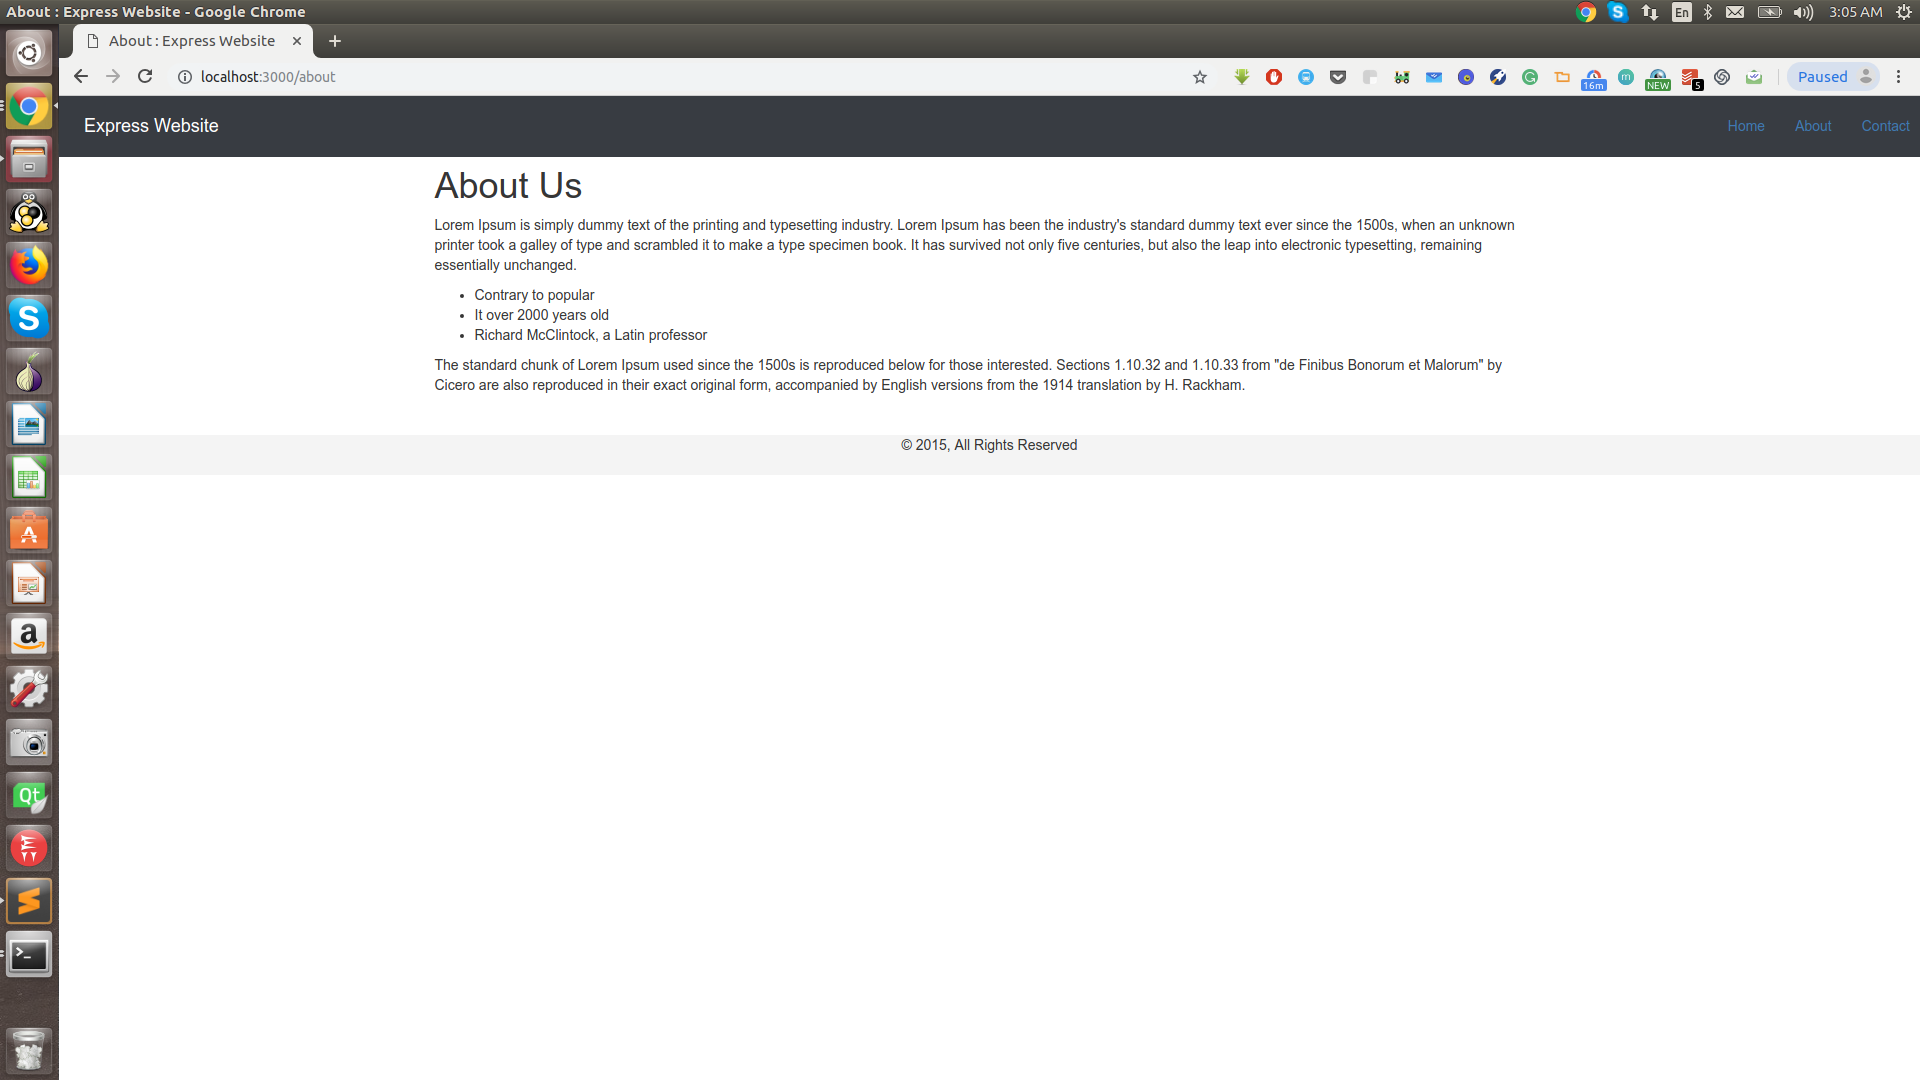 About : Express Website - Google Chrome
En
3:05 AM
About : Express Website
localhost:3000/about
16m
m
NEW
5
Paused
Express Website
Home
About
Contact
About Us
Lorem Ipsum is simply dummy text of the printing and typesetting industry. Lorem Ipsum has been the industry's standard dummy text ever since the 1500s, when an unknown
printer took a galley of type and scrambled it to make a type specimen book. It has survived not only five centuries, but also the leap into electronic typesetting, remaining
essentially unchanged.
• Contrary to popular
• It over 2000 years old
• Richard McClintock, a Latin professor
The standard chunk of Lorem Ipsum used since the 1500s is reproduced below for those interested. Sections 1.10.32 and 1.10.33 from "de Finibus Bonorum et Malorum" by
Cicero are also reproduced in their exact original form, accompanied by English versions from the 1914 translation by H. Rackham.
© 2015, All Rights Reserved
S
A
a
Qt
>_